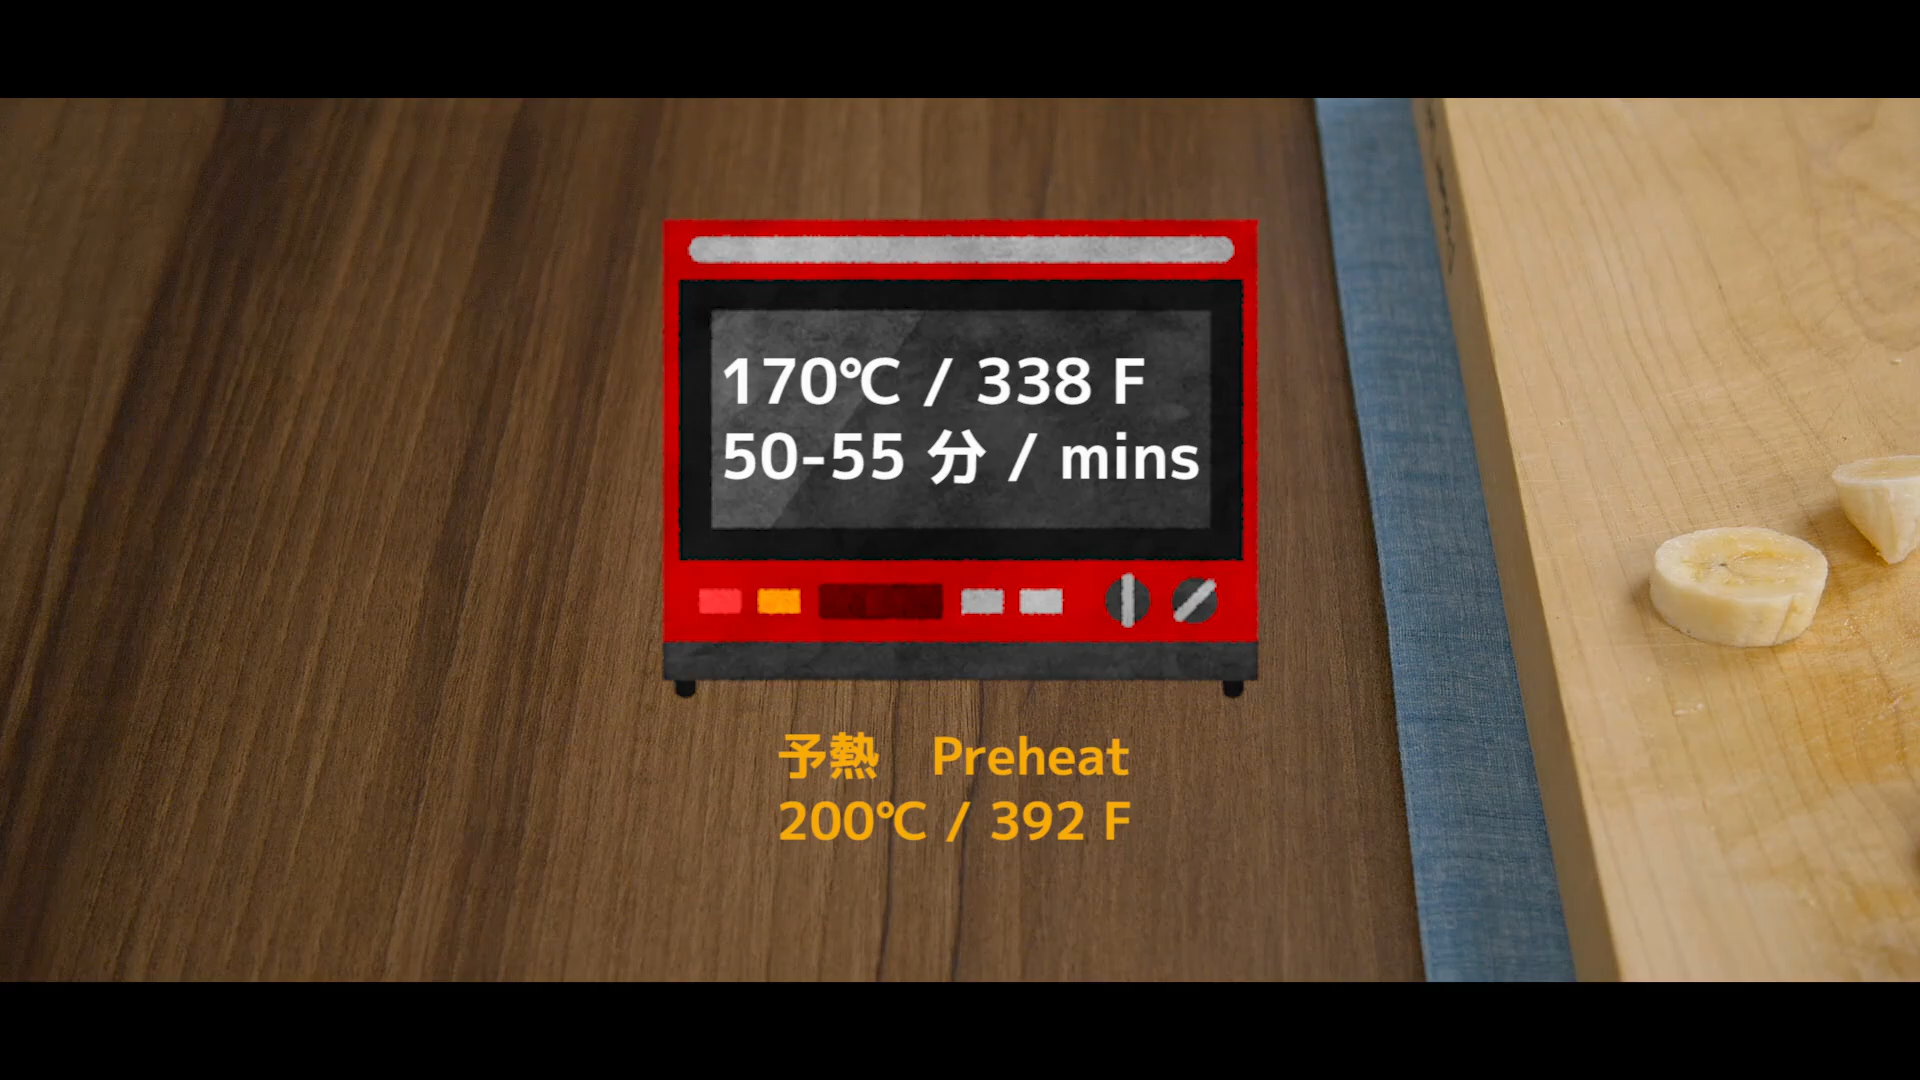 170℃ / 338 F
50-55 分 / mins
予熱　Preheat
200℃ / 392 F